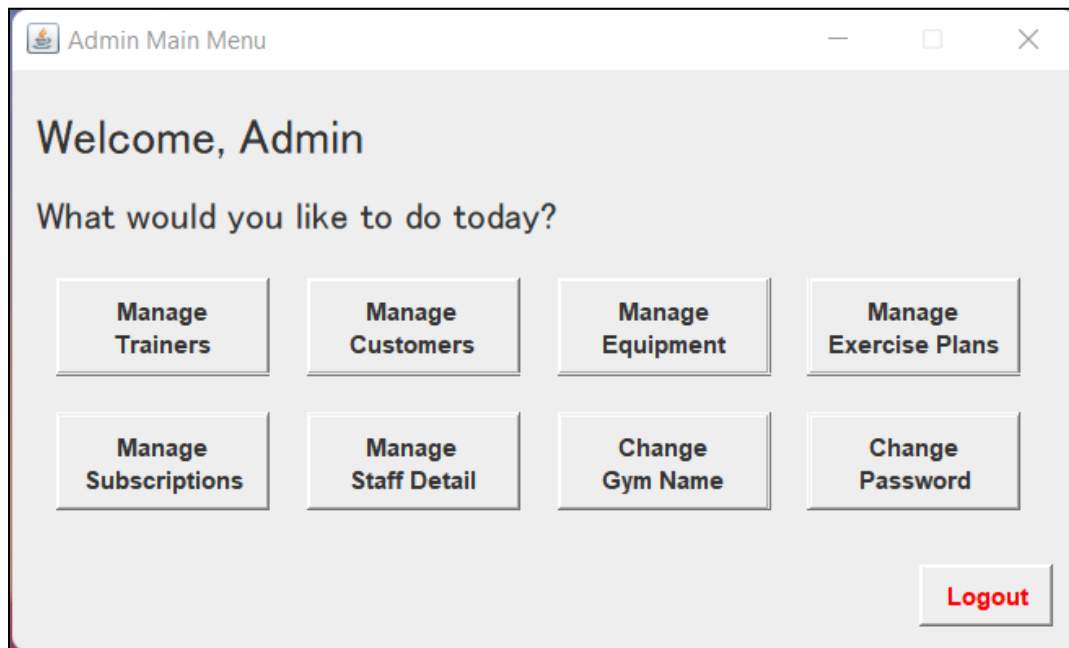 Admin Main Menu
Welcome, Admin
What would you like to do today?
Manage
Trainers
Manage
Customers
Manage
Equipment
Manage
Exercise Plans
Manage
Subscriptions
Manage
Staff Detail
Change
Gym Name
Change
Password
Logout